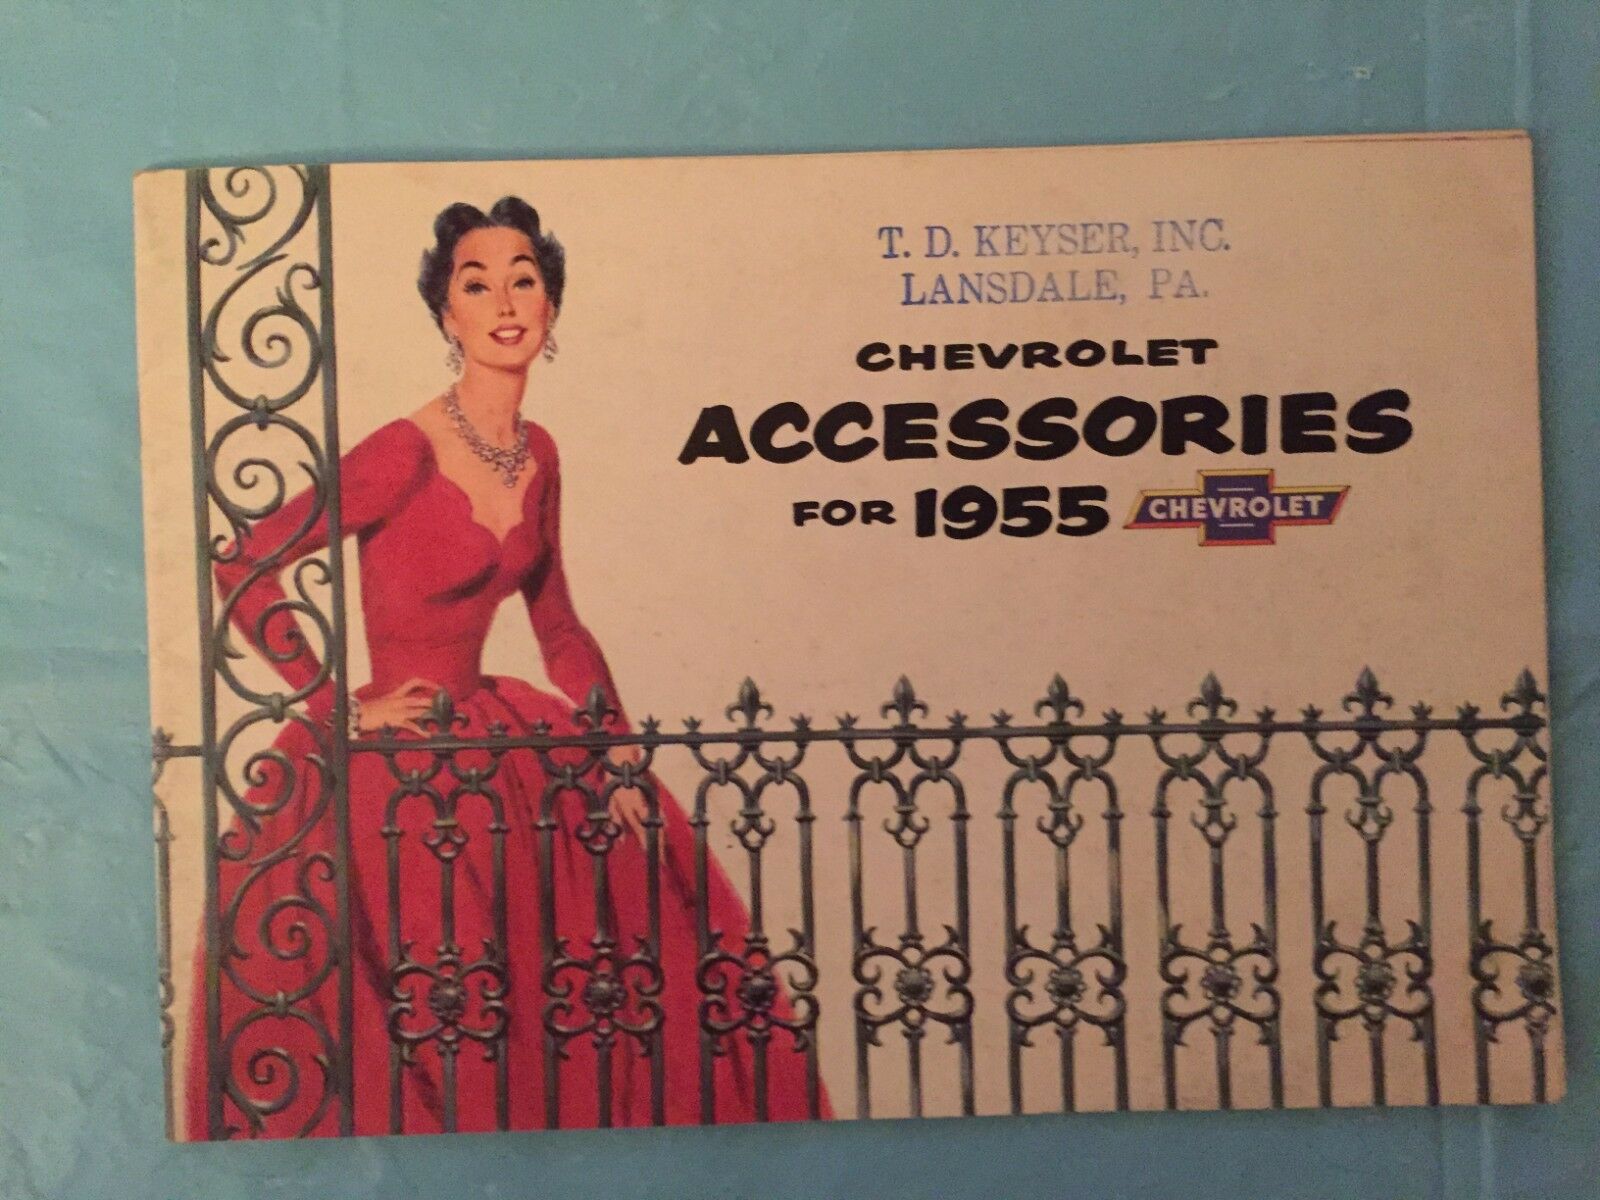 T. D. KEYSER, INC.
LANSDALE, PA.
CHEVROLET
ACCESSORIES
FOR 1955
CHEVROLET